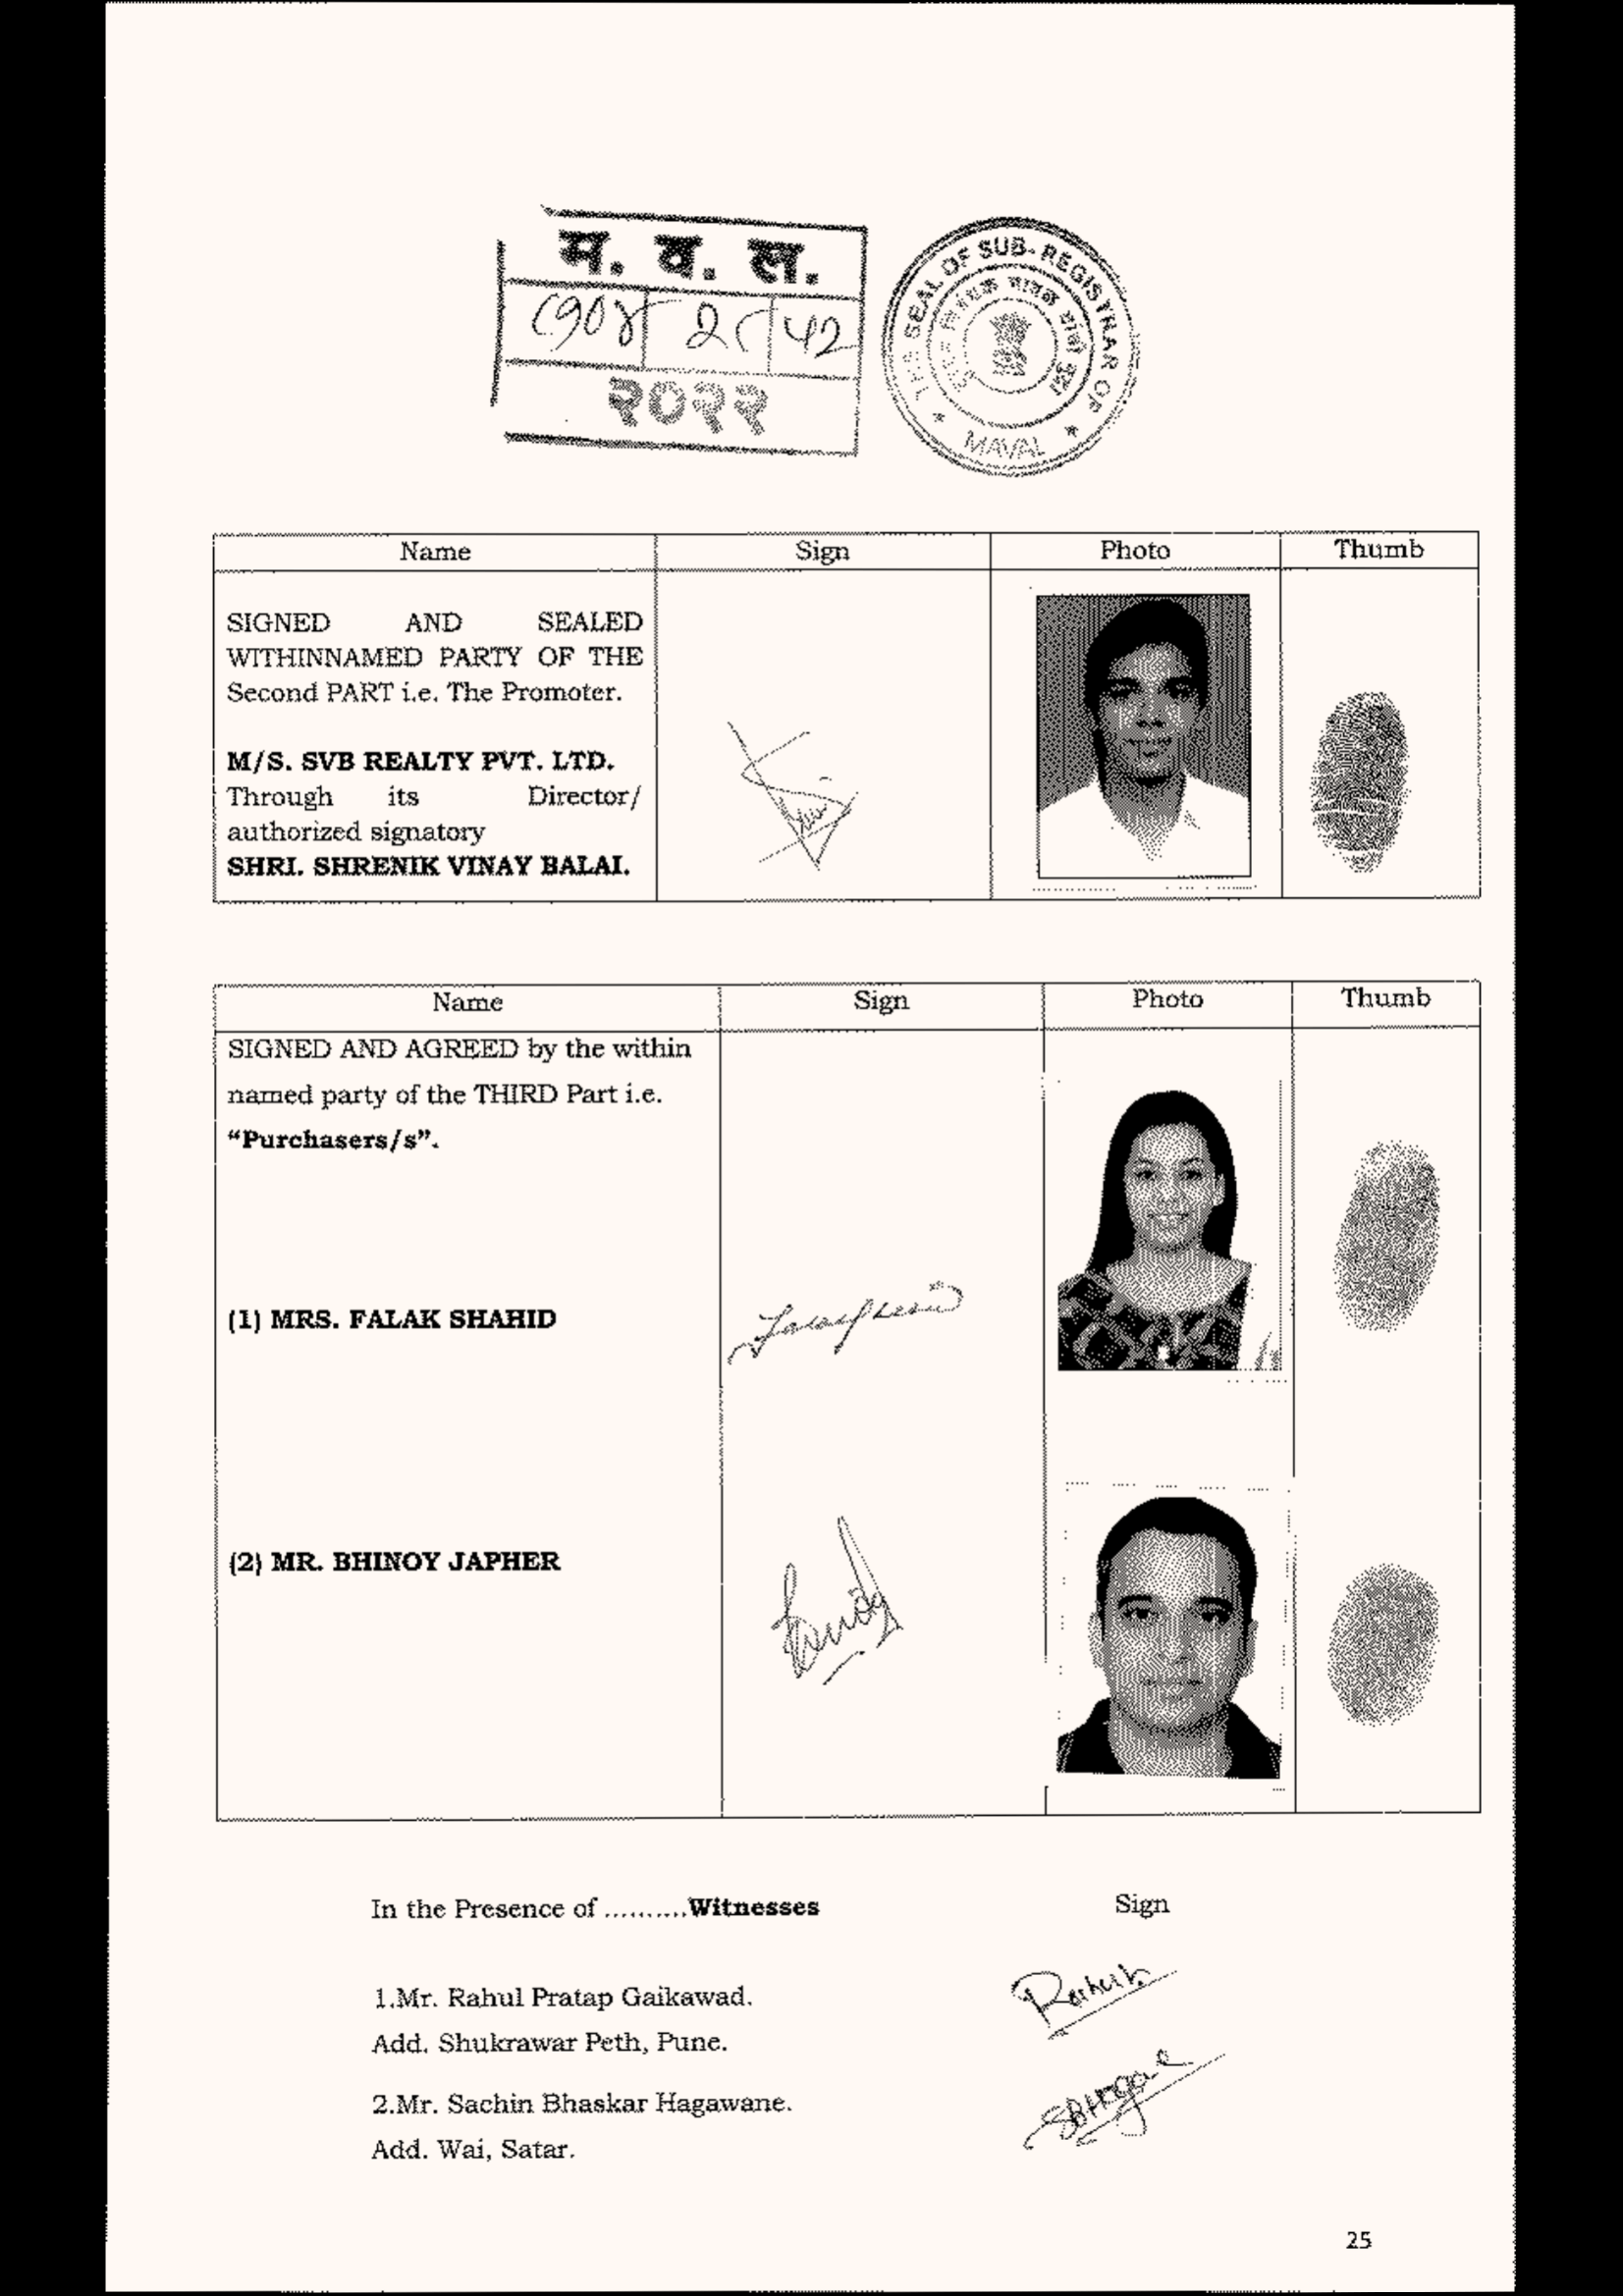 म. व. ल.
२०२२
THE SEAL OF SUB-REGISTRAR OF
MAVAL
Name Sign Photo Thumb
SIGNED AND SEALED
WITHINNAMED PARTY OF THE
Second PART i.e. The Promoter.
M/S. SVB REALTY PVT. LTD.
Through its Director/
authorized signatory
SHRI. SHRENIK VINAY BALAI.
Name Sign Photo Thumb
SIGNED AND AGREED by the within
named party of the THIRD Part i.e.
“Purchasers/s”.
(1) MRS. FALAK SHAHID
(2) MR. BHINOY JAPHER
In the Presence of ..........Witnesses Sign
1.Mr. Rahul Pratap Gaikawad.
Rahul
Add. Shukrawar Peth, Pune.
2.Mr. Sachin Bhaskar Hagawane.
Add. Wai, Satar.
25